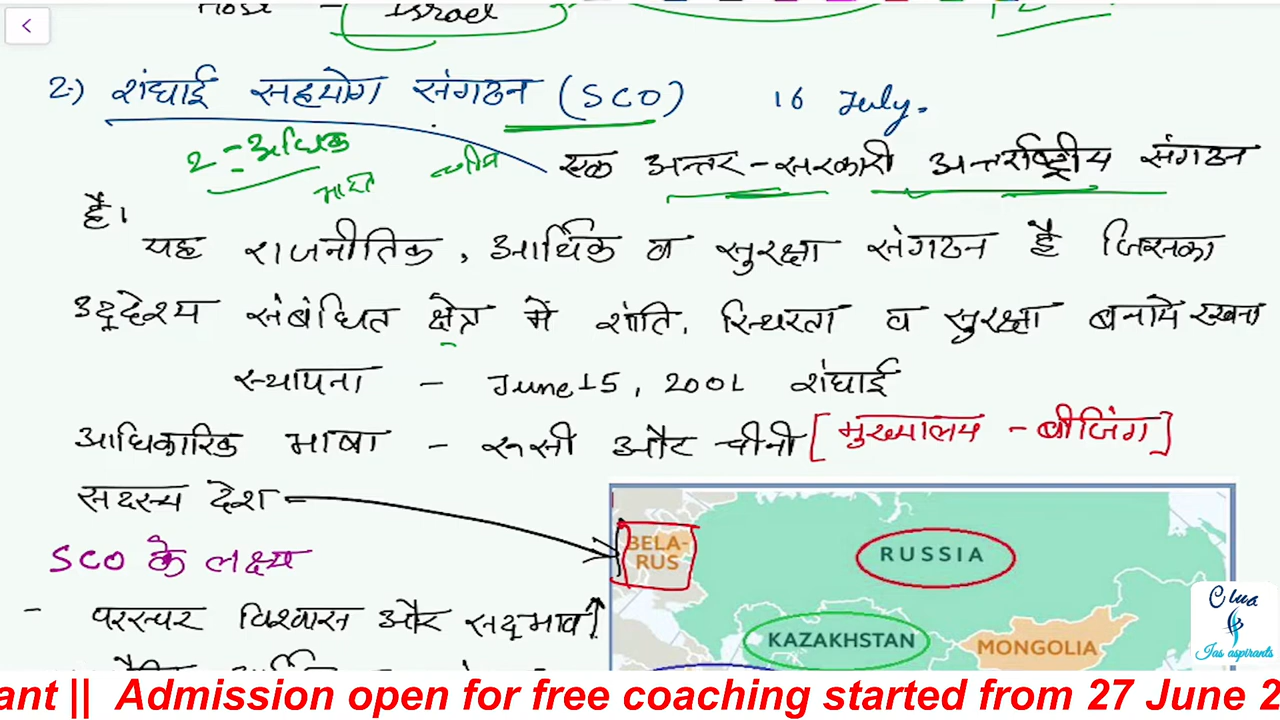 Host - Israel
2.) शंघाई सहयोग संगठन (SCO) 16 July.
2 - अधिक
भारत चीन
एक अन्तर-सरकारी अन्तर्राष्ट्रीय संगठन
है।
यह राजनीतिक, आर्थिक व सुरक्षा संगठन है जिसका
उद्देश्य संबंधित क्षेत्र में शांति, स्थिरता व सुरक्षा बनाये रखना
स्थापना - June 15, 2001 शंघाई
आधिकारिक भाषा - रूसी और चीनी [मुख्यालय - बीजिंग]
सदस्य देश
BELA-
RUS
RUSSIA
SCO के लक्ष्य
- परस्पर विश्वास और सद्भाव
KAZAKHSTAN
MONGOLIA
Clue
Ias aspirants
ant || Admission open for free coaching started from 27 June 2